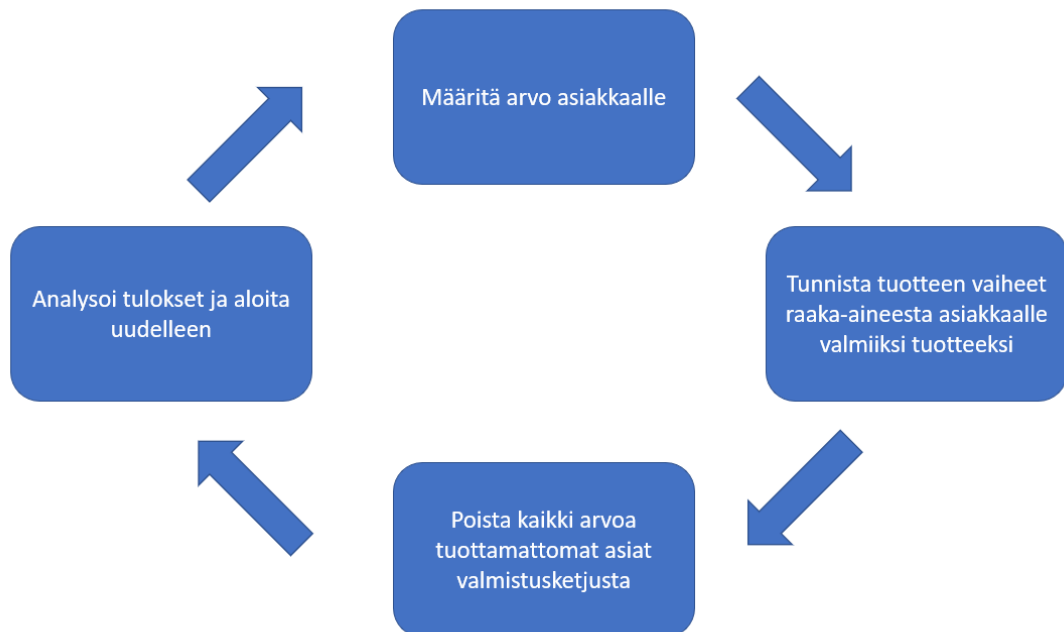 Määritä arvo asiakkaalle
Tunnista tuotteen vaiheet
raaka-aineesta asiakkaalle
valmiiksi tuotteeksi
Poista kaikki arvoa
tuottamattomat asiat
valmistusketjusta
Analysoi tulokset ja aloita
uudelleen